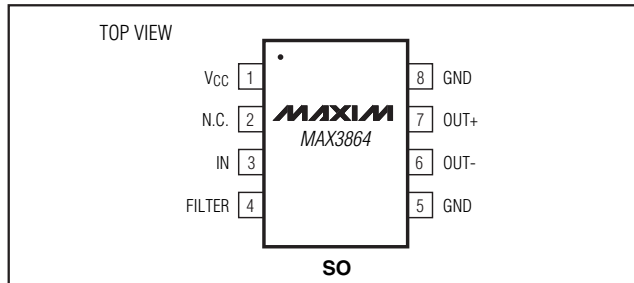 TOP VIEW
VCC 1
8 GND
N.C. 2
MAXIM
7 OUT+
MAX3864
IN 3
6 OUT-
FILTER 4
5 GND
SO